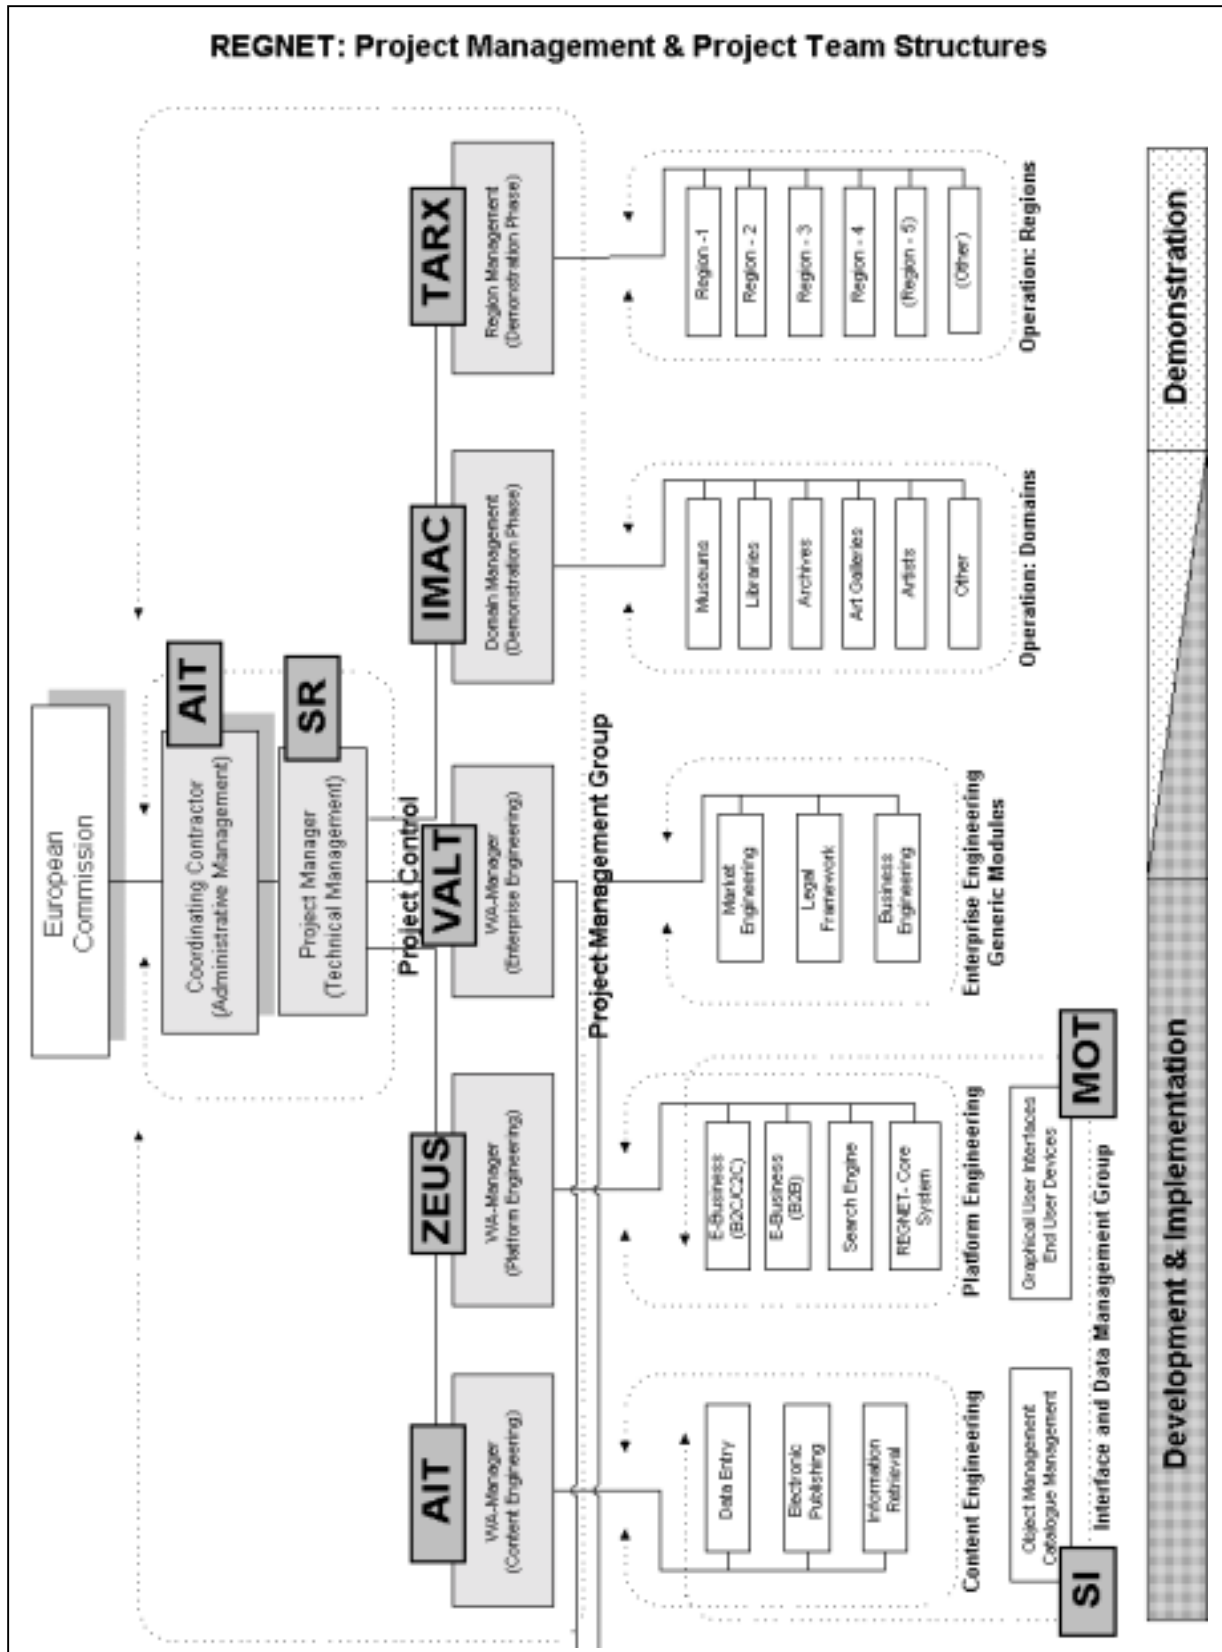 REGNET: Project Management & Project Team Structures
European
Commission
AIT
Coordinating Contractor
(Administrative Management)
SR
Project Manager
(Technical Management)
Project Control
AIT
WA-Manager
(Content Engineering)
ZEUS
WA-Manager
(Platform Engineering)
VALT
WA-Manager
(Enterprise Engineering)
IMAC
Domain Management
(Demonstration Phase)
TARX
Region Management
(Demonstration Phase)
Project Management Group
Data Entry
Electronic
Publishing
Information
Retrieval
Content Engineering
E-Business
(B2C/C2C)
E-Business
(B2B)
Search Engine
REGNET- Core
System
Platform Engineering
Market
Engineering
Legal
Framework
Business
Engineering
Enterprise Engineering
Generic Modules
Museums
Libraries
Archives
Art Galleries
Artists
Other
Operation: Domains
Region -1
Region - 2
Region - 3
Region - 4
(Region - 5)
(Other)
Operation: Regions
SI
Object Management
Catalogue Management
Graphical User Interfaces
End User Devices
MOT
Interface and Data Management Group
Development & Implementation
Demonstration